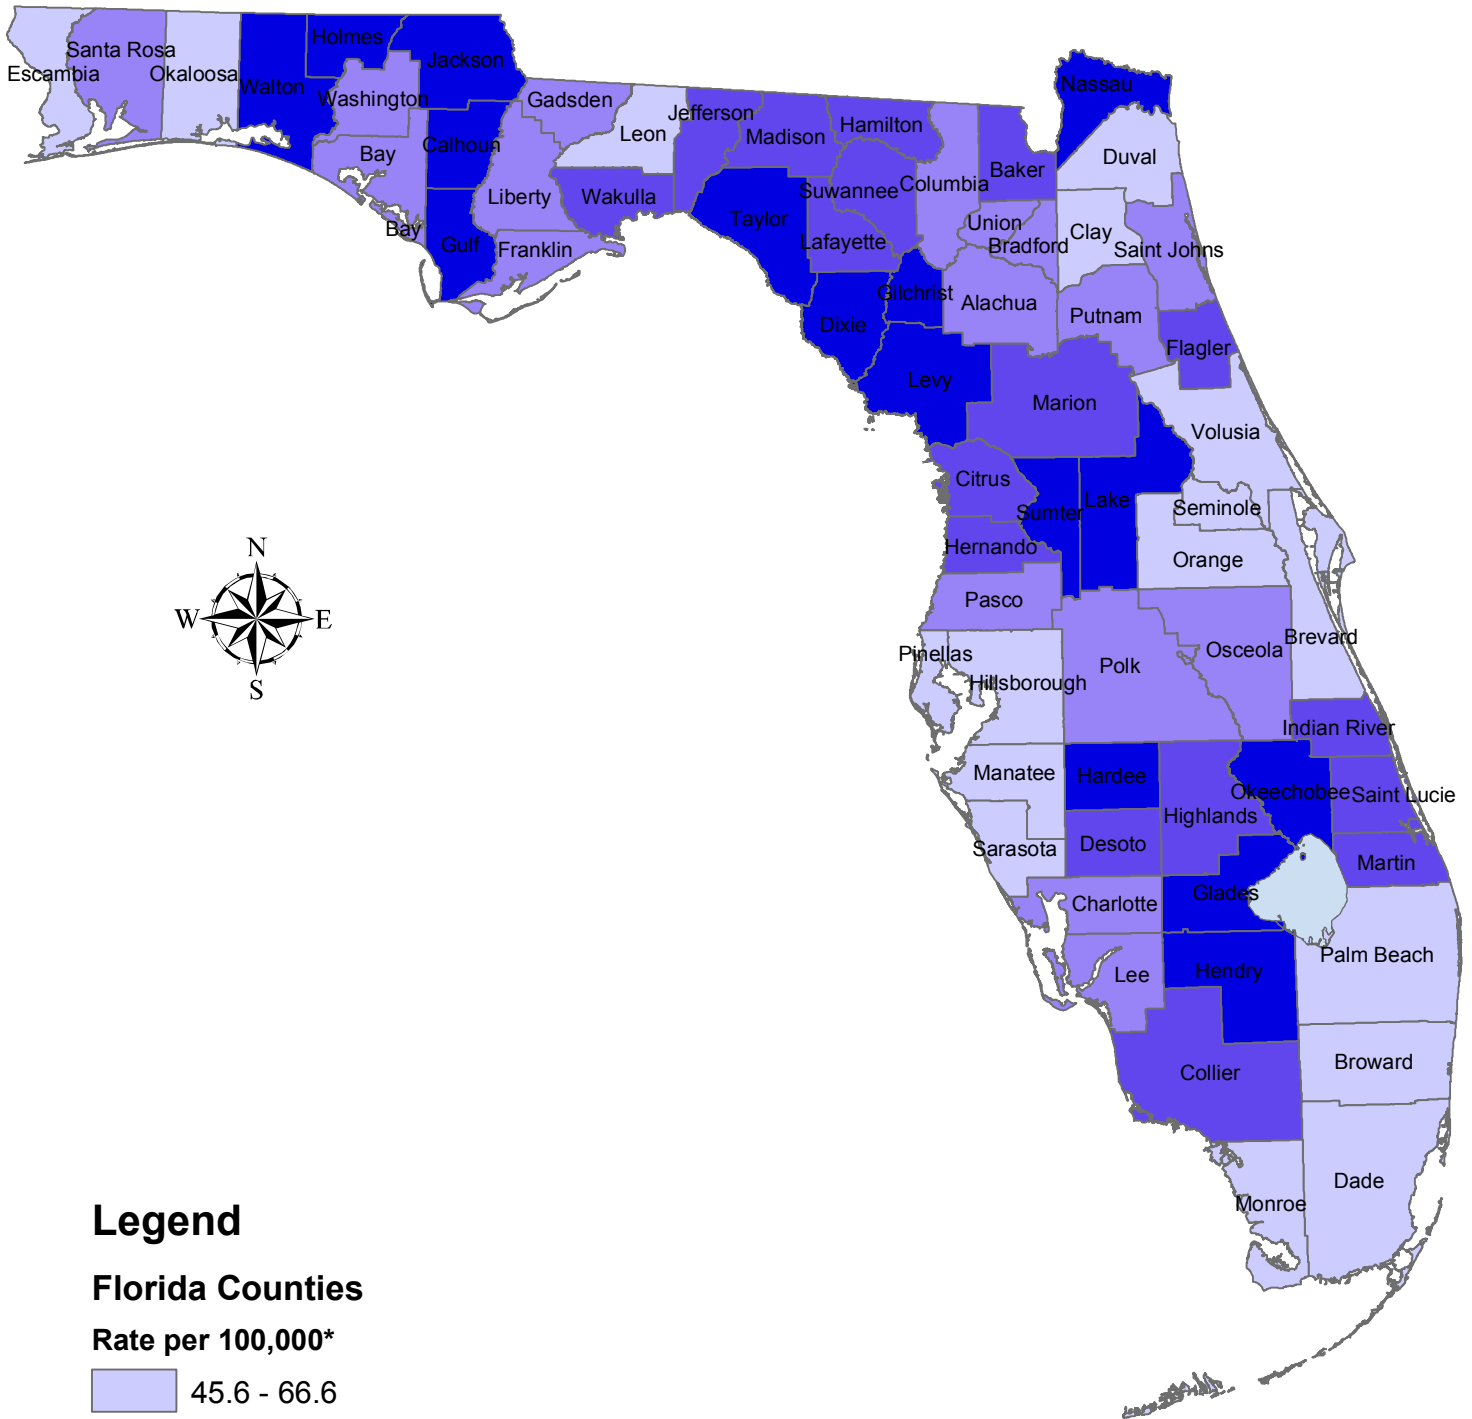 Holmes
Santa Rosa
Jackson
Escambia
Okaloosa
Walton
Nassau
Washington
Gadsden
Jefferson
Leon
Madison
Hamilton
Calhoun
Bay
Duval
Baker
Liberty
Wakulla
Suwannee
Columbia
Taylor
Union
Bay
Gulf
Franklin
Lafayette
Bradford
Clay
Saint Johns
Gilchrist
Alachua
Dixie
Putnam
Flagler
Levy
Marion
Volusia
Citrus
Lake
Sumter
Seminole
N
Hernando
Orange
W
E
Pasco
S
Pinellas
Hillsborough
Polk
Osceola
Brevard
Indian River
Manatee
Hardee
Okeechobee
Saint Lucie
Highlands
Sarasota
Desoto
Martin
Charlotte
Glades
Palm Beach
Lee
Hendry
Collier
Broward
Dade
Monroe
Legend
Florida Counties
Rate per 100,000*
45.6 - 66.6